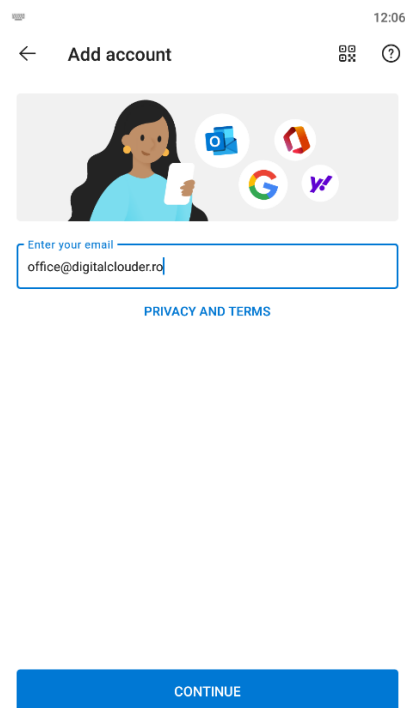 12:06
Add account
Enter your email
office@digitalclouder.ro
PRIVACY AND TERMS
CONTINUE